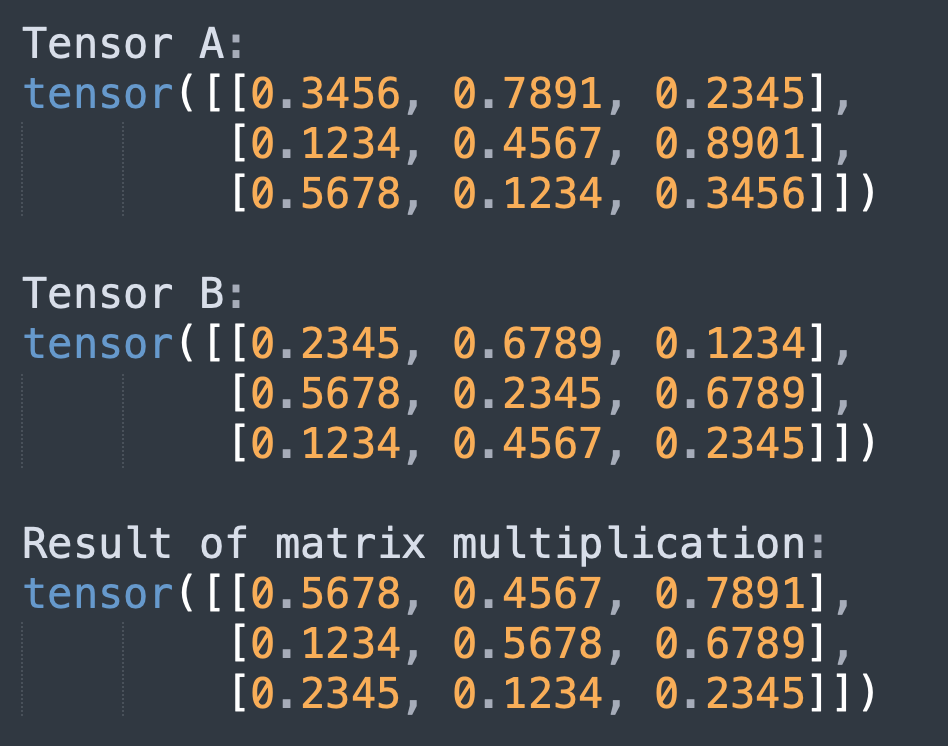 Tensor A:
tensor([[0.3456, 0.7891, 0.2345],
[0.1234, 0.4567, 0.8901],
[0.5678, 0.1234, 0.3456]])
Tensor B:
tensor([[0.2345, 0.6789, 0.1234],
[0.5678, 0.2345, 0.6789],
[0.1234, 0.4567, 0.2345]])
Result of matrix multiplication:
tensor([[0.5678, 0.4567, 0.7891],
[0.1234, 0.5678, 0.6789],
[0.2345, 0.1234, 0.2345]])